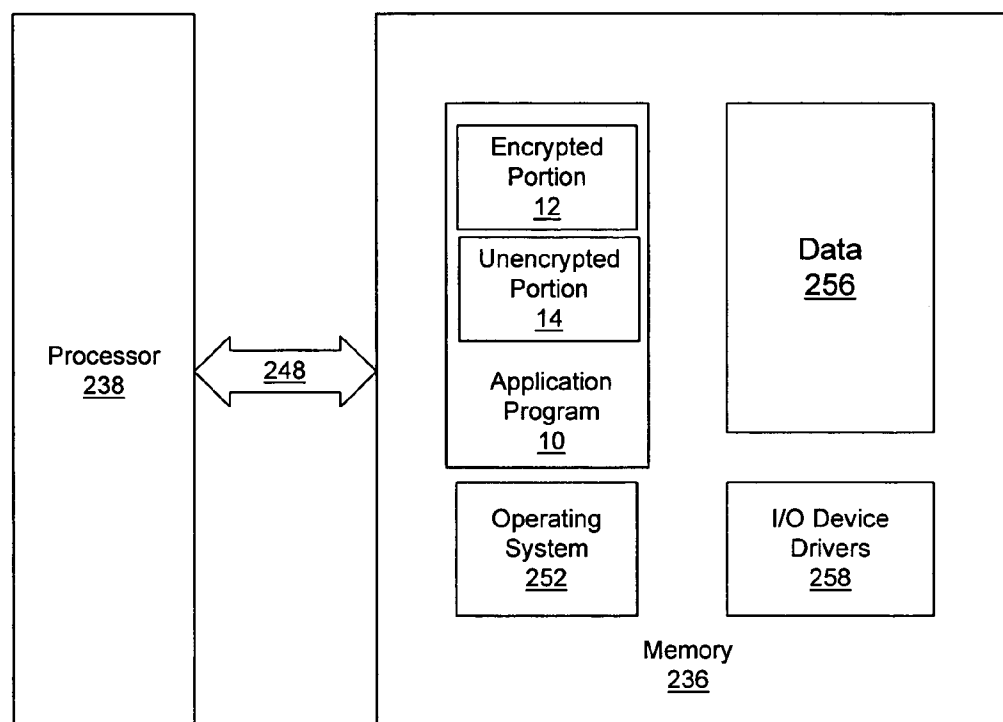 Processor
238
248
Encrypted
Portion
12
Unencrypted
Portion
14
Application
Program
10
Data
256
Operating
System
252
I/O Device
Drivers
258
Memory
236